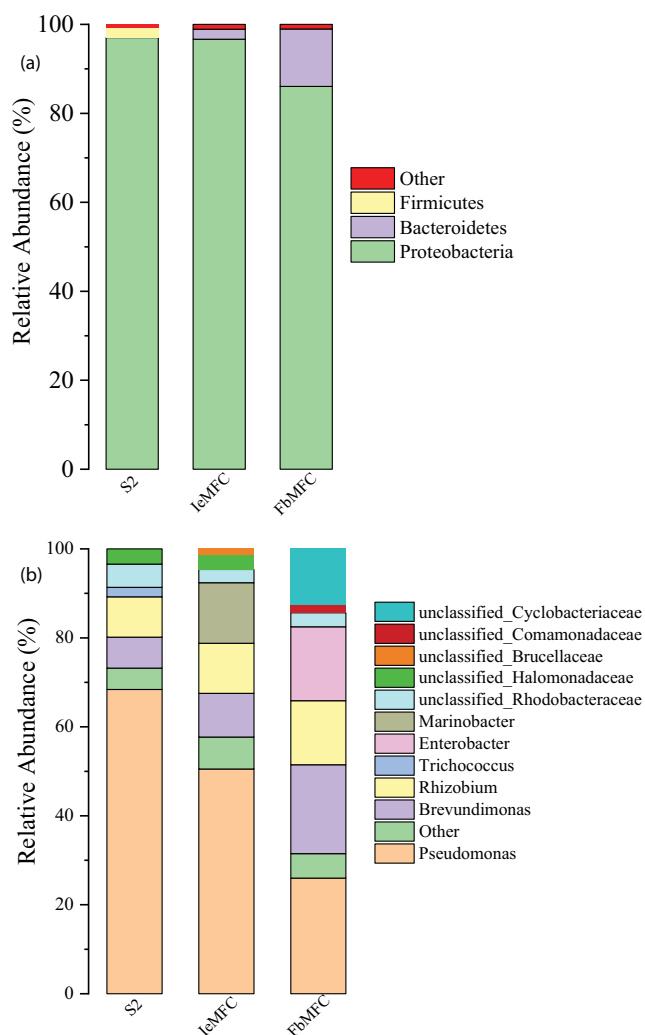 (a)
Relative Abundance (%)
100
80
60
40
20
0
S2
IeMFC
FbMFC
Other
Firmicutes
Bacteroidetes
Proteobacteria
(b)
Relative Abundance (%)
100
80
60
40
20
0
S2
IeMFC
FbMFC
unclassified_Cyclobacteriaceae
unclassified_Comamonadaceae
unclassified_Brucellaceae
unclassified_Halomonadaceae
unclassified_Rhodobacteraceae
Marinobacter
Enterobacter
Trichococcus
Rhizobium
Brevundimonas
Other
Pseudomonas